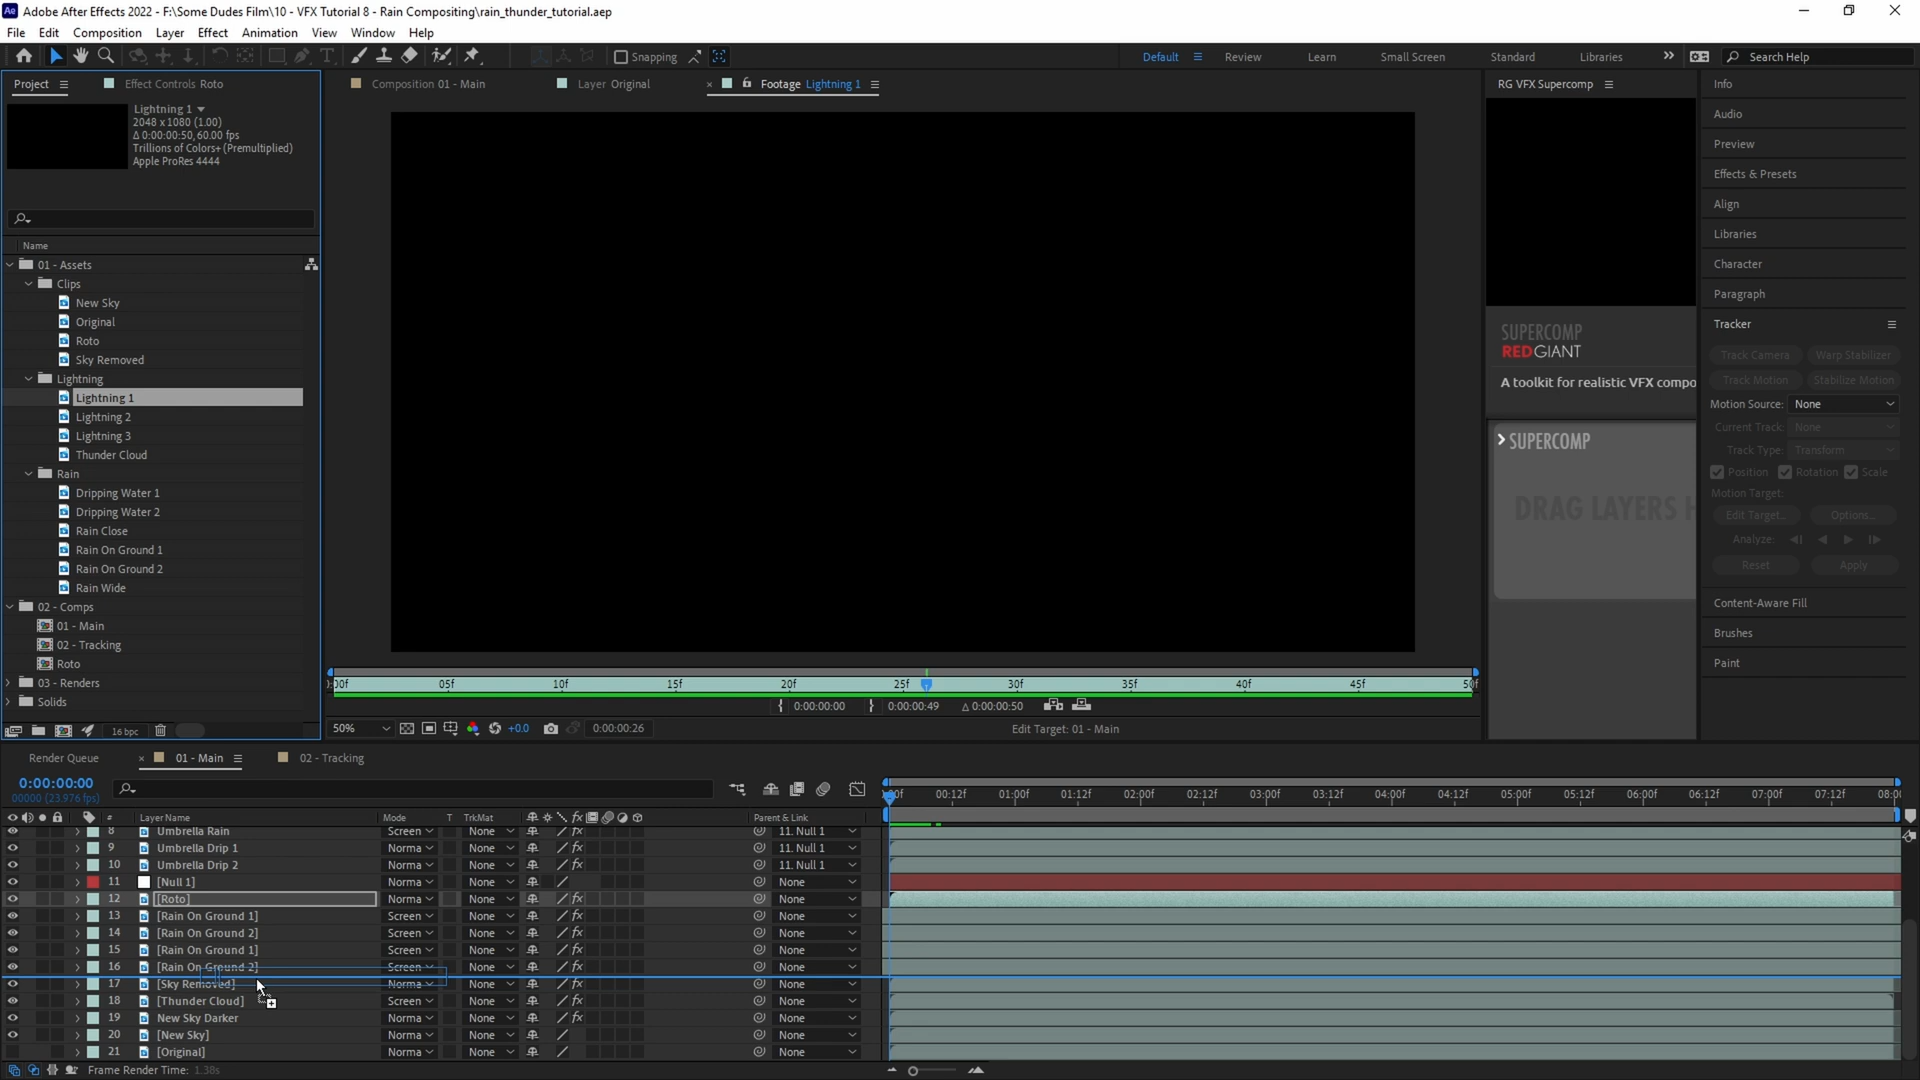 Adobe After Effects 2022 - F:\Some Dudes Film\10 - VFX Tutorial 8 - Rain Compositing\rain_thunder_tutorial.aep
File Edit Composition Layer Effect Animation View Window Help
Snapping Default Review Learn Small Screen Standard Libraries Search Help
Project Effect Controls Roto Composition 01 - Main Layer Original Footage Lightning 1 RG VFX Supercomp Info
Lightning 1
2048 x 1080 (1.00)
Δ 0:00:00:50, 60.00 fps
Trillions of Colors+ (Premultiplied)
Apple ProRes 4444
Name
01 - Assets
Clips
New Sky
Original
Roto
Sky Removed
Lightning
Lightning 1
Lightning 2
Lightning 3
Thunder Cloud
Rain
Dripping Water 1
Dripping Water 2
Rain Close
Rain On Ground 1
Rain On Ground 2
Rain Wide
02 - Comps
01 - Main
02 - Tracking
Roto
03 - Renders
Solids
16 bpc
05f 10f 15f 20f 25f 30f 35f 40f 45f
0:00:00:00 0:00:00:49 Δ 0:00:00:50
50% +0.0 0:00:00:26 Edit Target: 01 - Main
SUPERCOMP
REDGIANT
A toolkit for realistic VFX compo
SUPERCOMP
DRAG LAYERS H
Audio
Preview
Effects & Presets
Align
Libraries
Character
Paragraph
Tracker
Track Camera Warp Stabilizer
Track Motion Stabilize Motion
Motion Source: None
Current Track: None
Track Type: Transform
Position Rotation Scale
Motion Target:
Edit Target... Options...
Analyze:
Reset Apply
Content-Aware Fill
Brushes
Paint
Render Queue 01 - Main 02 - Tracking
0:00:00:00
00000 (23.976 fps)
00:12f 01:00f 01:12f 02:00f 02:12f 03:00f 03:12f 04:00f 04:12f 05:00f 05:12f 06:00f 06:12f 07:00f 07:12f 08:0
# Layer Name Mode T TrkMat Parent & Link
8 Umbrella Rain Screen None 11. Null 1
9 Umbrella Drip 1 Norma None 11. Null 1
10 Umbrella Drip 2 Norma None 11. Null 1
11 [Null 1] Norma None None
12 [Roto] Norma None None
13 [Rain On Ground 1] Screen None None
14 [Rain On Ground 2] Screen None None
15 [Rain On Ground 1] Screen None None
16 [Rain On Ground 2] Screen None None
17 [Sky Removed] Norma None None
18 [Thunder Cloud] Screen None None
19 New Sky Darker Norma None None
20 [New Sky] Norma None None
21 [Original] Norma None None
Frame Render Time: 1.38s